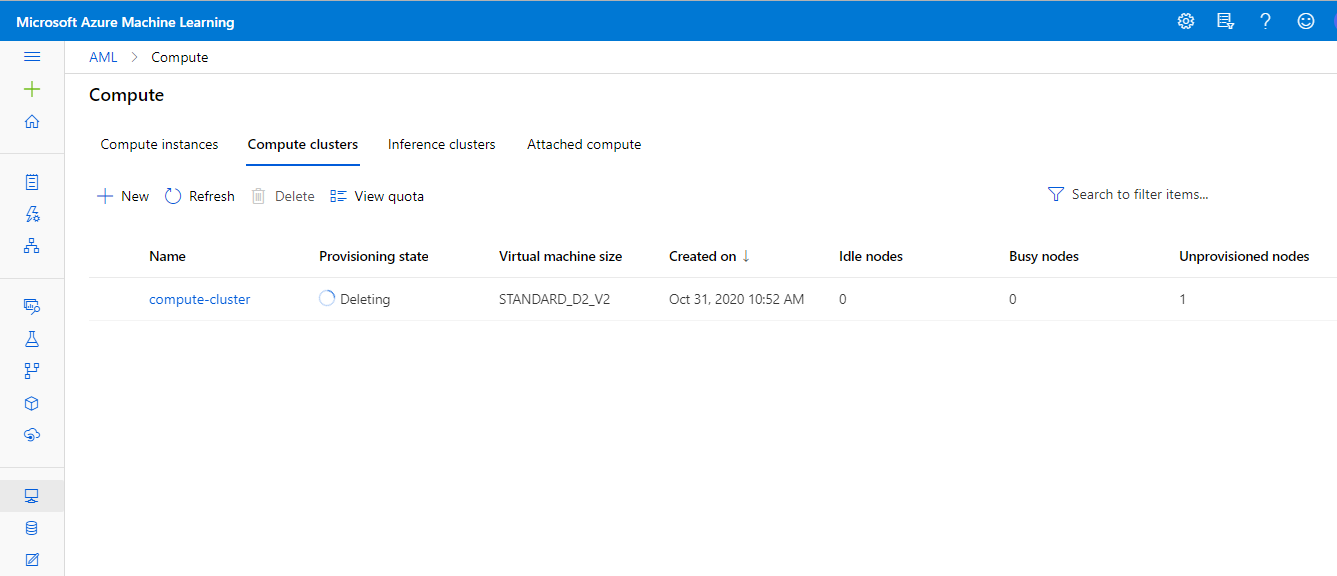 Microsoft Azure Machine Learning
AML > Compute
Compute
Compute instances Compute clusters Inference clusters Attached compute
New Refresh Delete View quota Search to filter items...
Name Provisioning state Virtual machine size Created on ↓ Idle nodes Busy nodes Unprovisioned nodes
compute-cluster Deleting STANDARD_D2_V2 Oct 31, 2020 10:52 AM 0 0 1